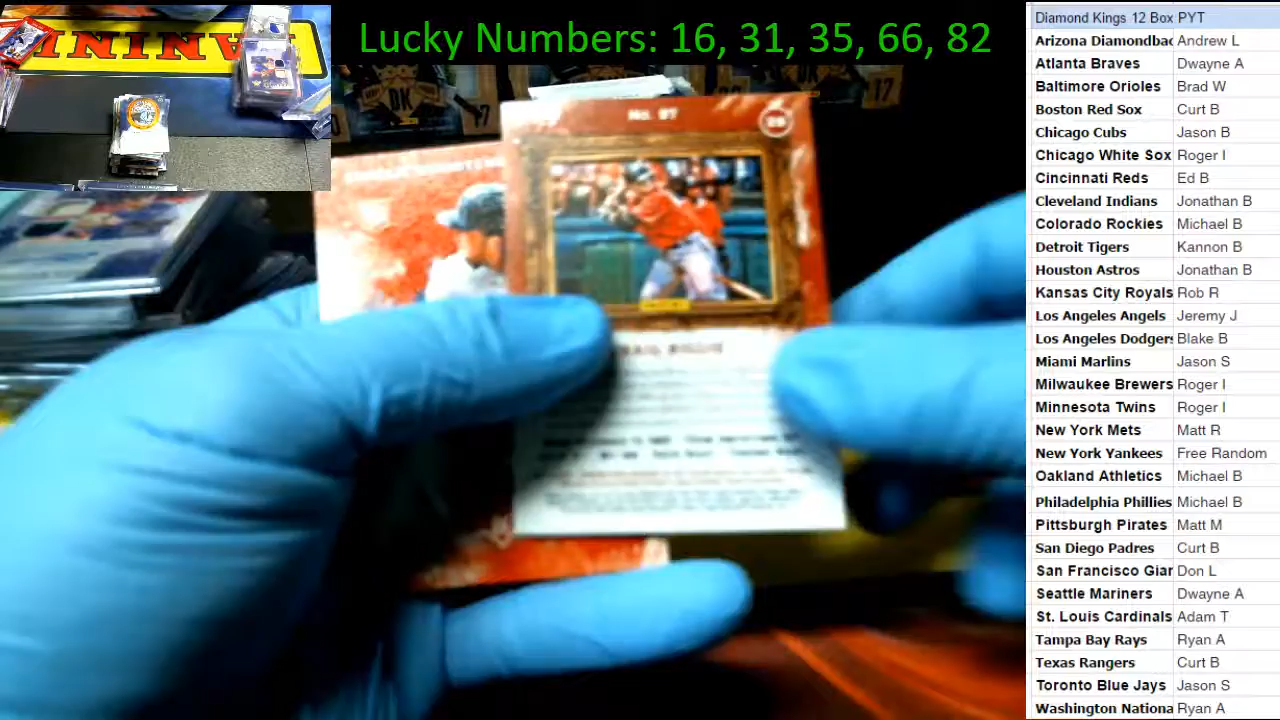 Lucky Numbers: 16, 31, 35, 66, 82
PANINI
DK
No. 97
Diamond Kings 12 Box PYT
Arizona Diamondbac Andrew L
Atlanta Braves Dwayne A
Baltimore Orioles Brad W
Boston Red Sox Curt B
Chicago Cubs Jason B
Chicago White Sox Roger I
Cincinnati Reds Ed B
Cleveland Indians Jonathan B
Colorado Rockies Michael B
Detroit Tigers Kannon B
Houston Astros Jonathan B
Kansas City Royals Rob R
Los Angeles Angels Jeremy J
Los Angeles Dodgers Blake B
Miami Marlins Jason S
Milwaukee Brewers Roger I
Minnesota Twins Roger I
New York Mets Matt R
New York Yankees Free Random
Oakland Athletics Michael B
Philadelphia Phillies Michael B
Pittsburgh Pirates Matt M
San Diego Padres Curt B
San Francisco Gian Don L
Seattle Mariners Dwayne A
St. Louis Cardinals Adam T
Tampa Bay Rays Ryan A
Texas Rangers Curt B
Toronto Blue Jays Jason S
Washington Nationa Ryan A